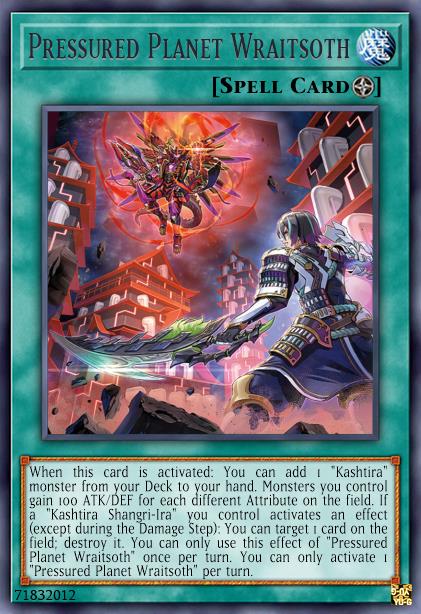 PRESSURED PLANET WRAITSOTH
魔
[SPELL CARD]
When this card is activated: You can add 1 "Kashtira"
monster from your Deck to your hand. Monsters you control
gain 100 ATK/DEF for each different Attribute on the field. If
a "Kashtira Shangri-Ira" you control activates an effect
(except during the Damage Step): You can target 1 card on the
field; destroy it. You can only use this effect of "Pressured
Planet Wraitsoth" once per turn. You can only activate 1
"Pressured Planet Wraitsoth" per turn.
71832012